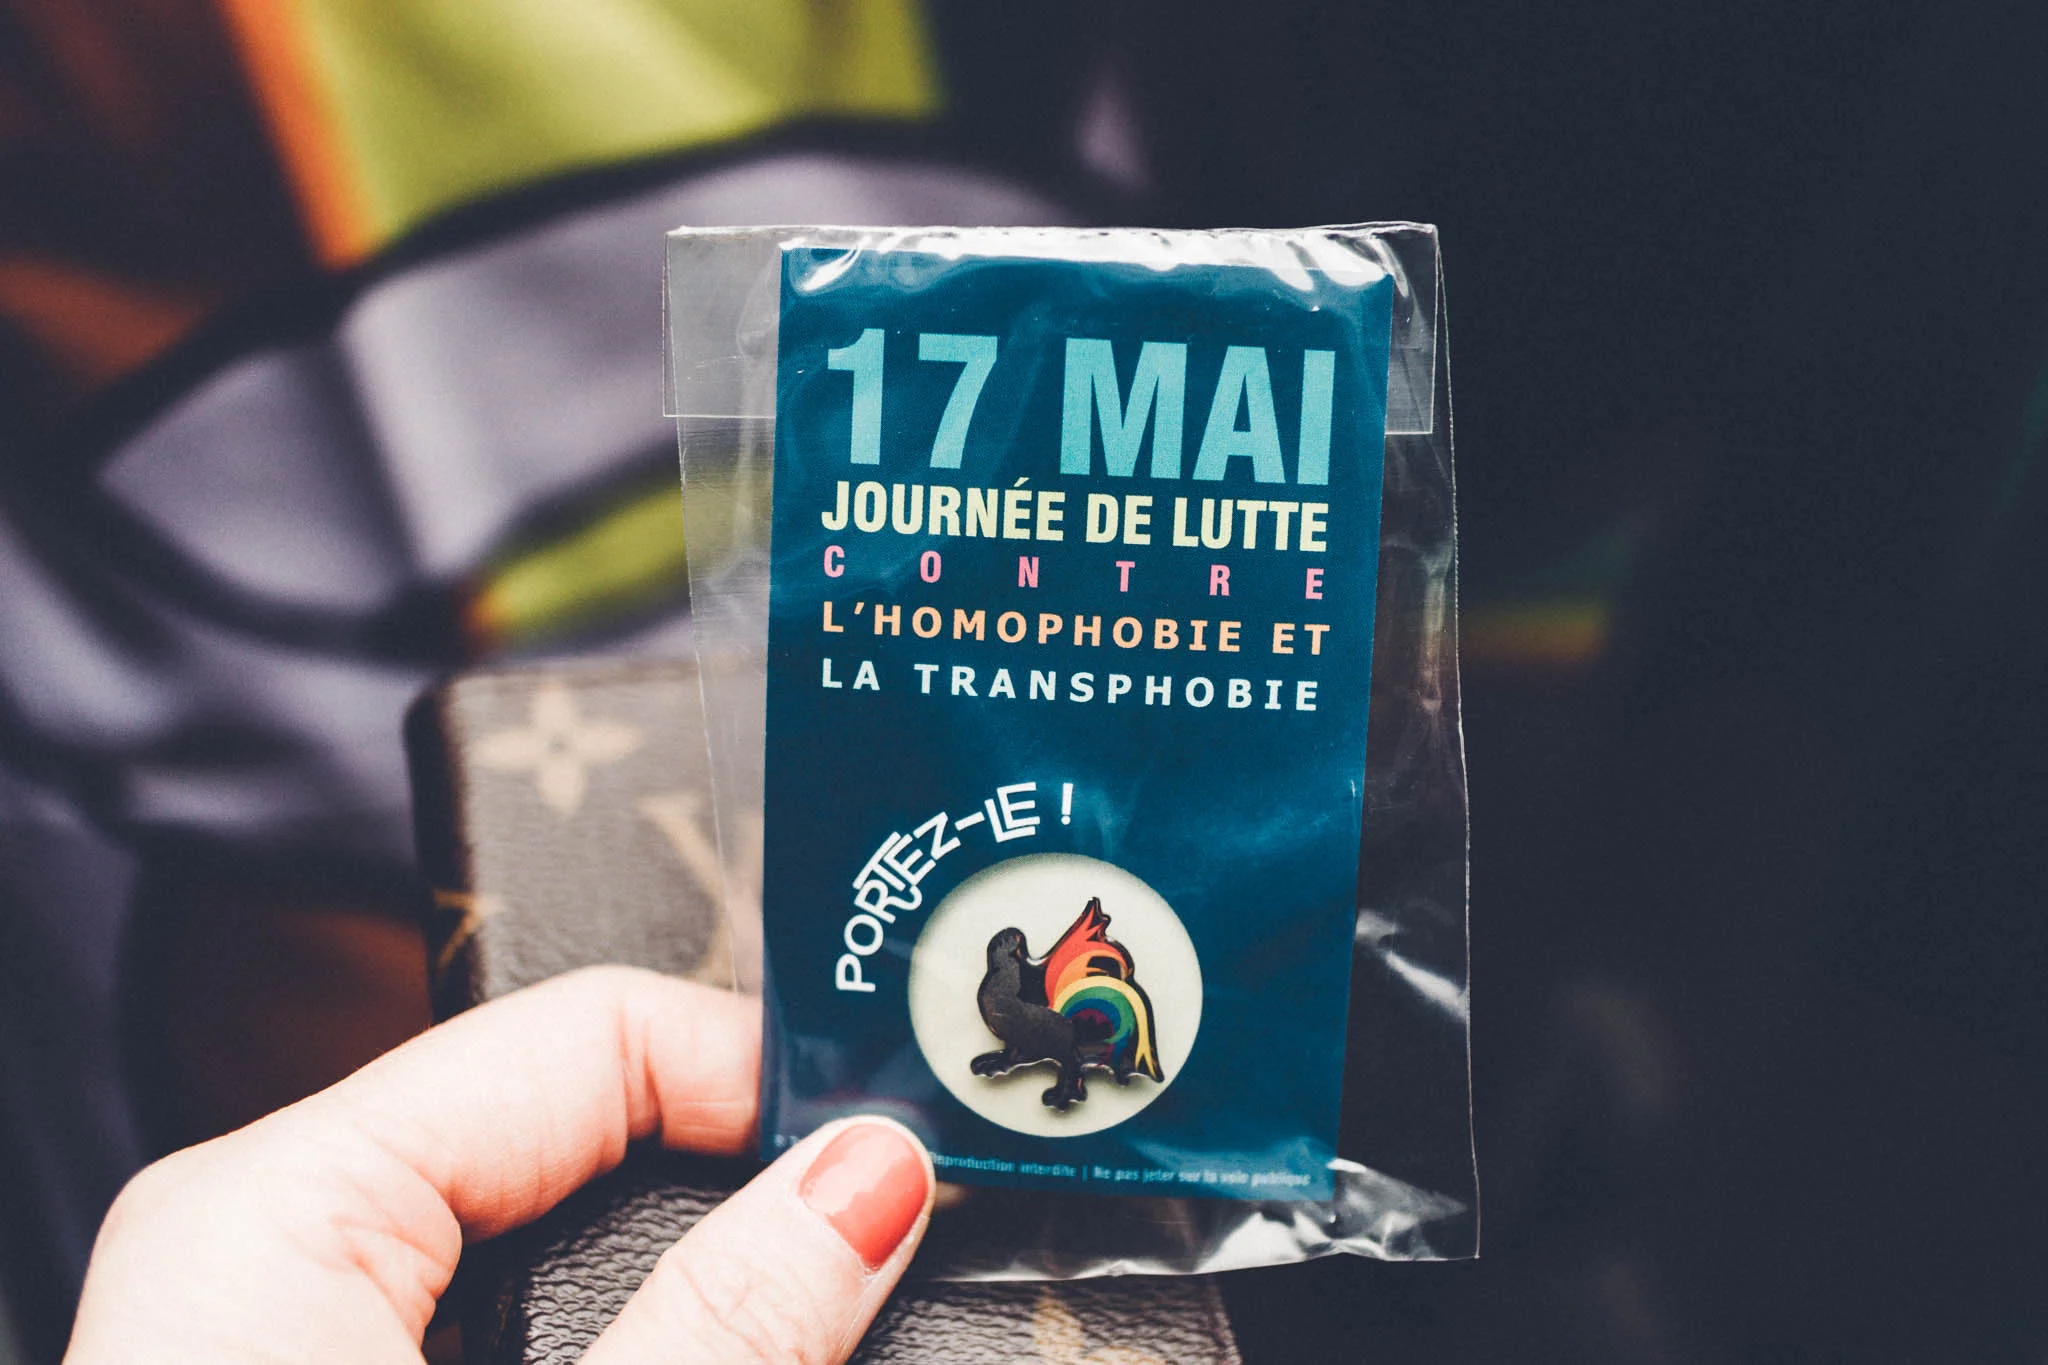 17 MAI
JOURNÉE DE LUTTE
CONTRE
L'HOMOPHOBIE ET
LA TRANSPHOBIE
PORTEZ-LE !
Reproduction interdite | Ne pas jeter sur la voie publique